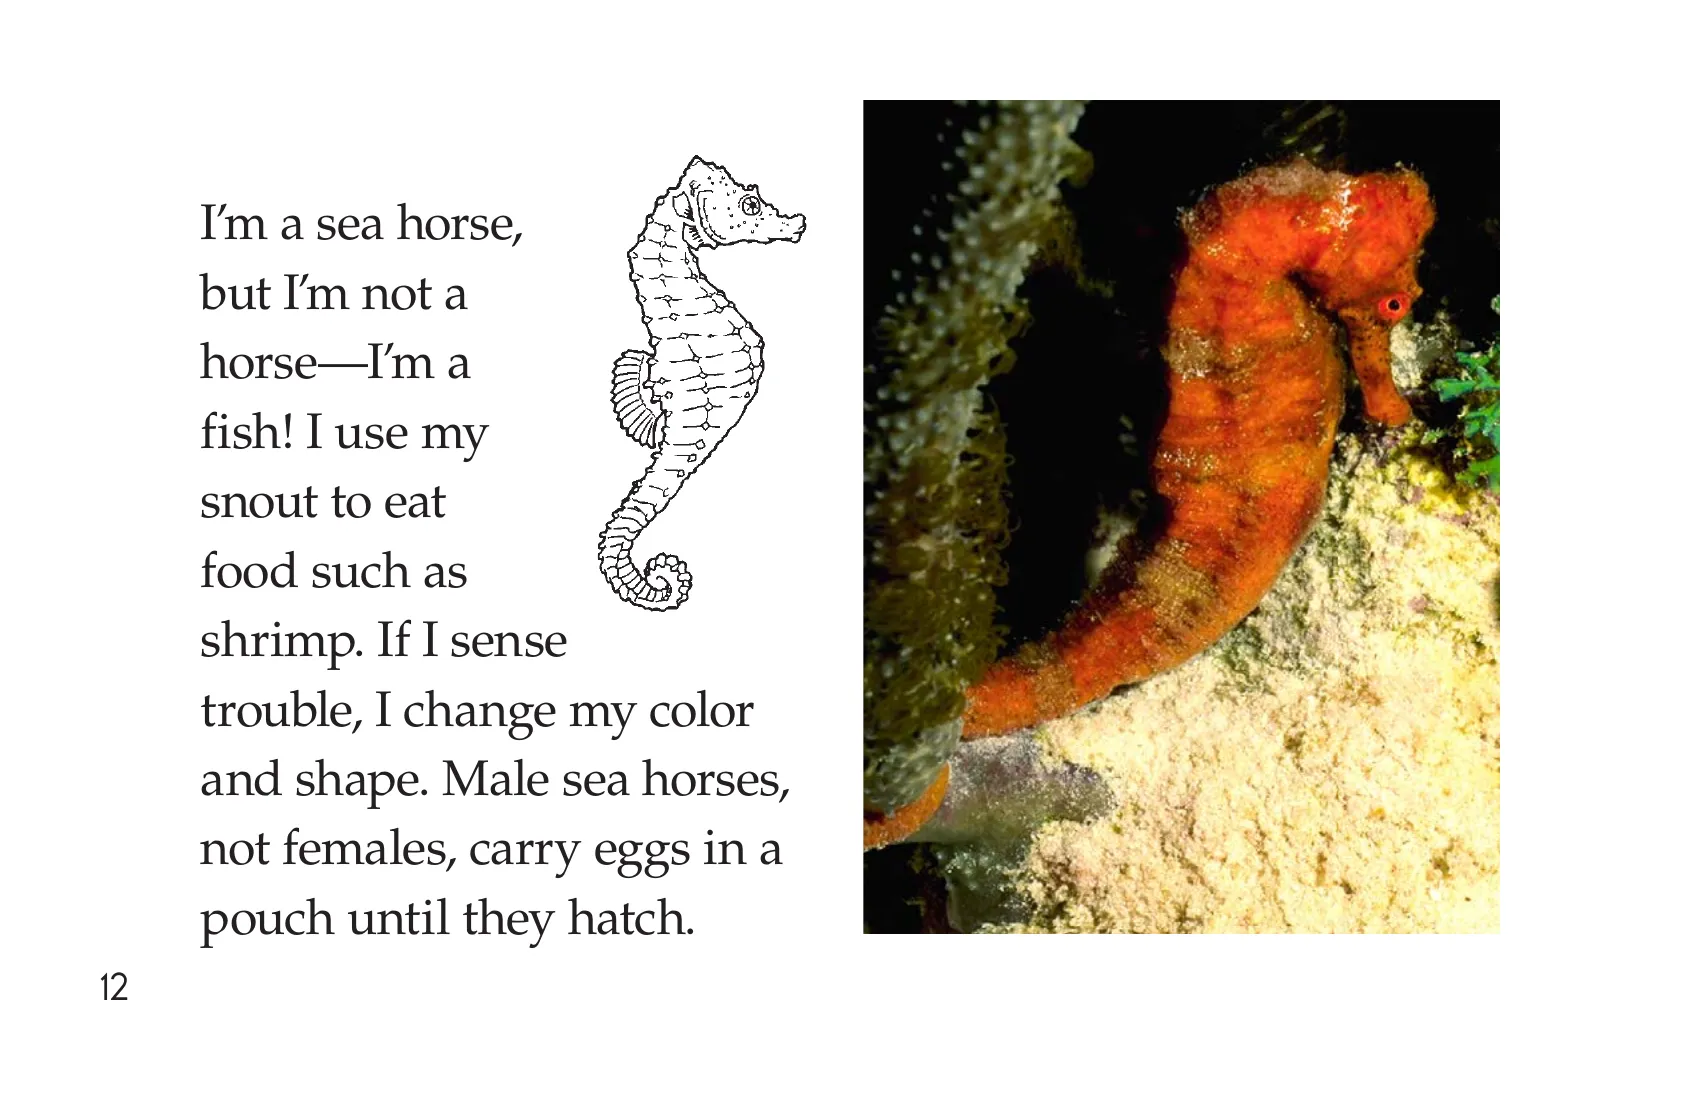 I’m a sea horse,
but I’m not a
horse—I’m a
fish! I use my
snout to eat
food such as
shrimp. If I sense
trouble, I change my color
and shape. Male sea horses,
not females, carry eggs in a
pouch until they hatch.
12